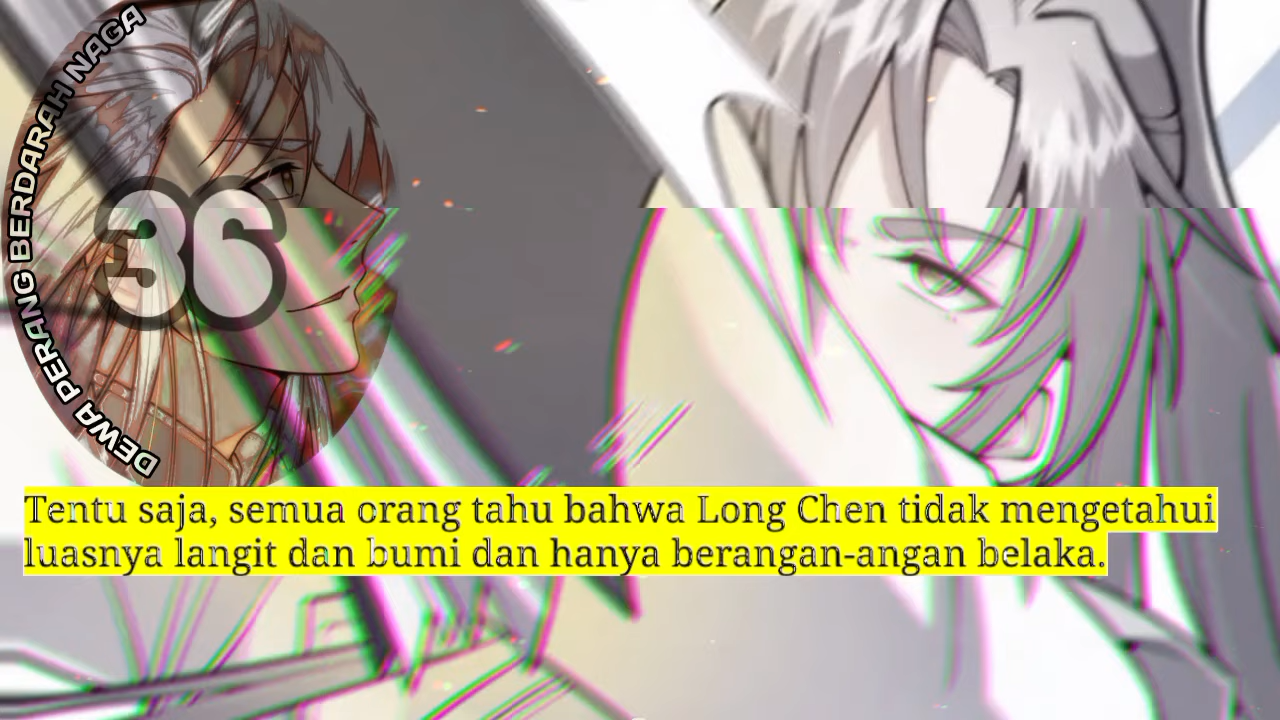 DEWA PERANG BERDARAH NAGA
36
Tentu saja, semua orang tahu bahwa Long Chen tidak mengetahui
luasnya langit dan bumi dan hanya berangan-angan belaka.